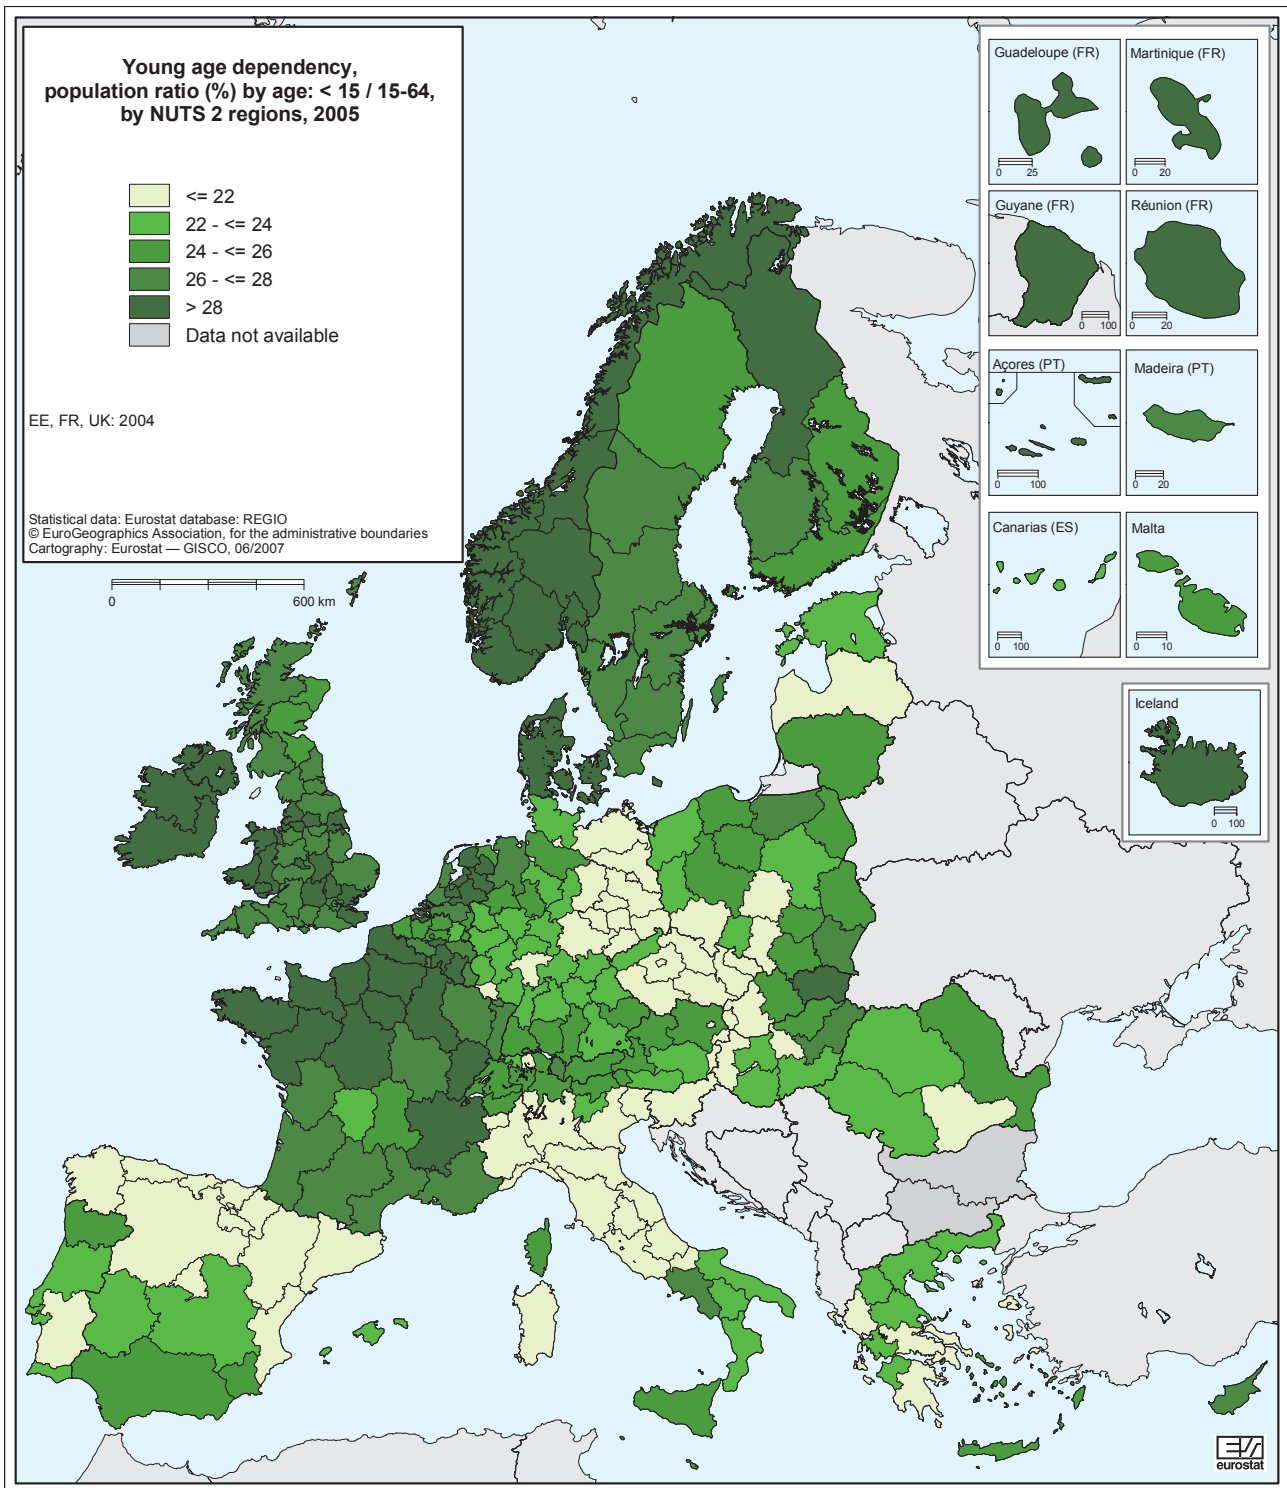 Young age dependency,
population ratio (%) by age: < 15 / 15-64,
by NUTS 2 regions, 2005
<= 22
22 - <= 24
24 - <= 26
26 - <= 28
> 28
Data not available
EE, FR, UK: 2004
Statistical data: Eurostat database: REGIO
© EuroGeographics Association, for the administrative boundaries
Cartography: Eurostat — GISCO, 06/2007
0 600 km
Guadeloupe (FR)
0 25
Martinique (FR)
0 20
Guyane (FR)
0 100
Réunion (FR)
0 20
Açores (PT)
0 100
Madeira (PT)
0 20
Canarias (ES)
0 100
Malta
0 10
Iceland
0 100
eurostat